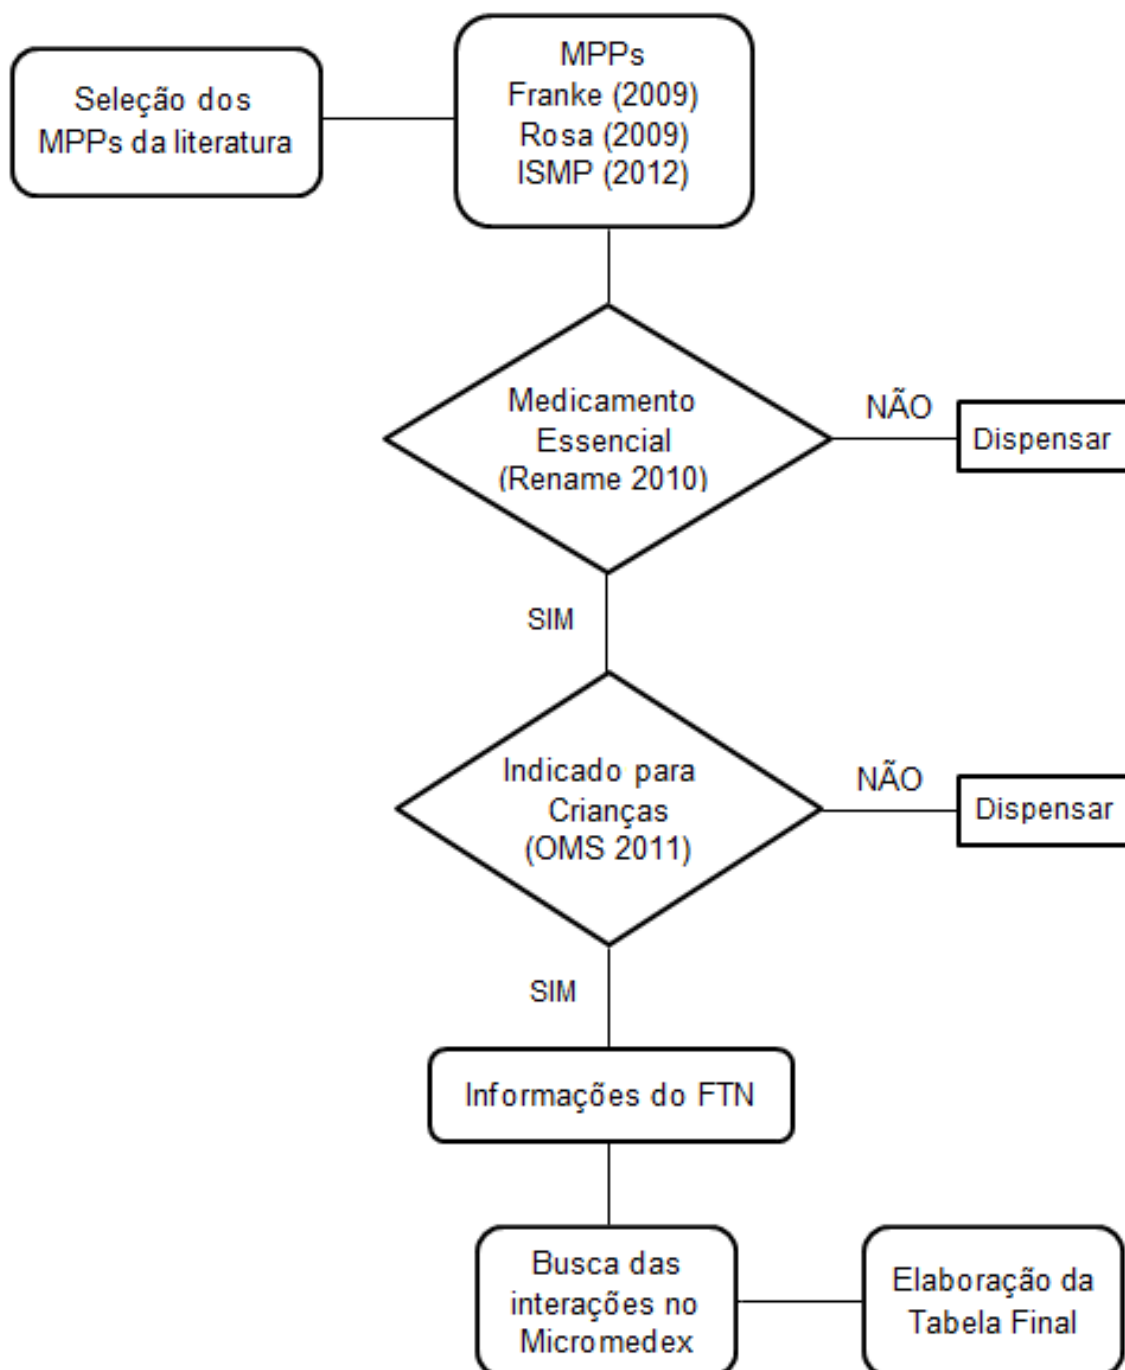 Seleção dos
MPPs da literatura
MPPs
Franke (2009)
Rosa (2009)
ISMP (2012)
Medicamento
Essencial
(Rename 2010)
NÃO
Dispensar
SIM
Indicado para
Crianças
(OMS 2011)
NÃO
Dispensar
SIM
Informações do FTN
Busca das
interações no
Micromedex
Elaboração da
Tabela Final